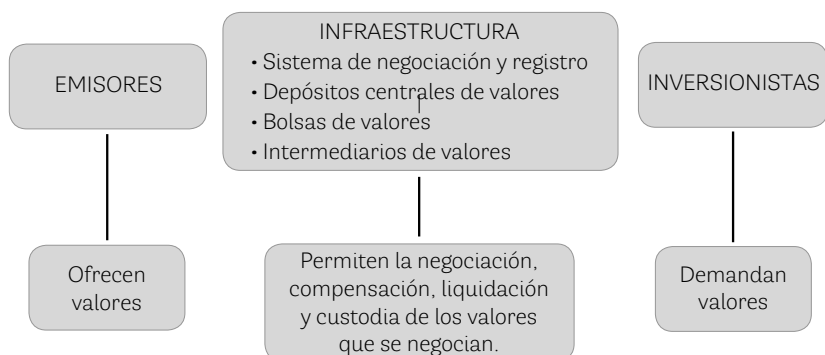 EMISORES
INFRAESTRUCTURA
• Sistema de negociación y registro
• Depósitos centrales de valores
• Bolsas de valores
• Intermediarios de valores
INVERSIONISTAS
Ofrecen
valores
Permiten la negociación,
compensación, liquidación
y custodia de los valores
que se negocian.
Demandan
valores